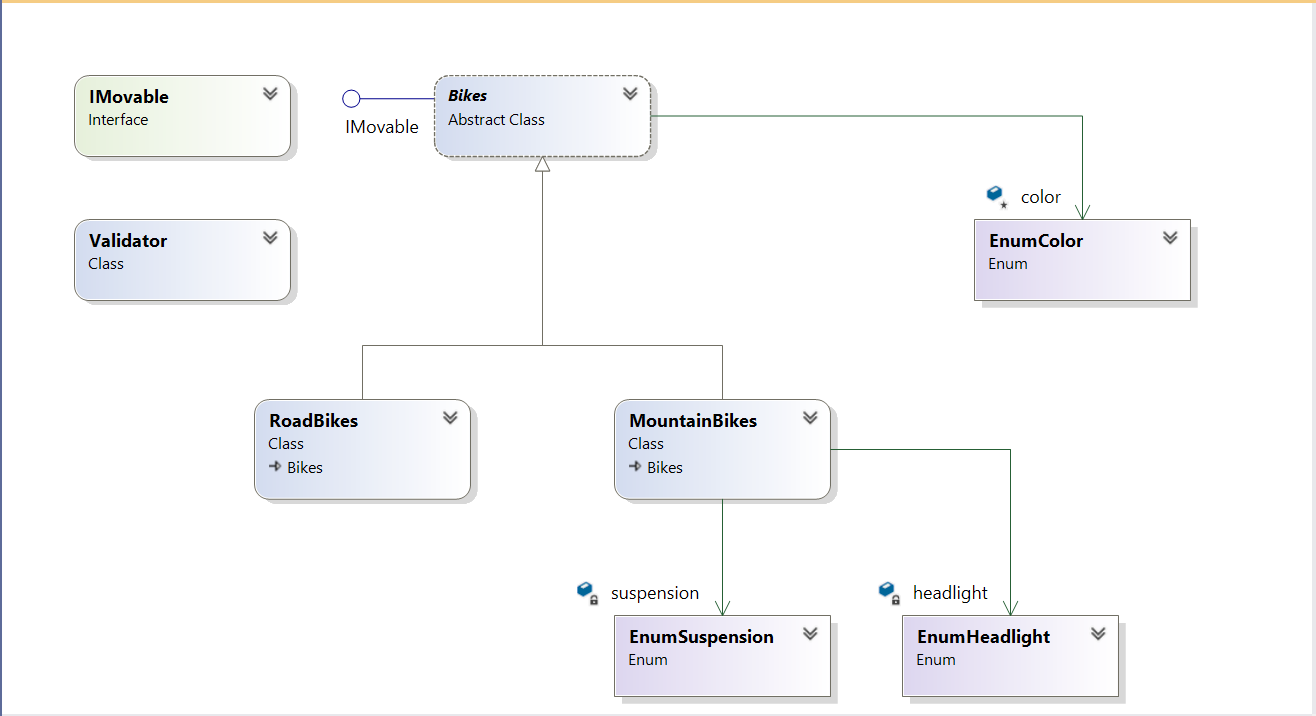 IMovable
Interface
IMovable
Bikes
Abstract Class
color
Validator
Class
EnumColor
Enum
RoadBikes
Class
Bikes
MountainBikes
Class
Bikes
suspension
headlight
EnumSuspension
Enum
EnumHeadlight
Enum